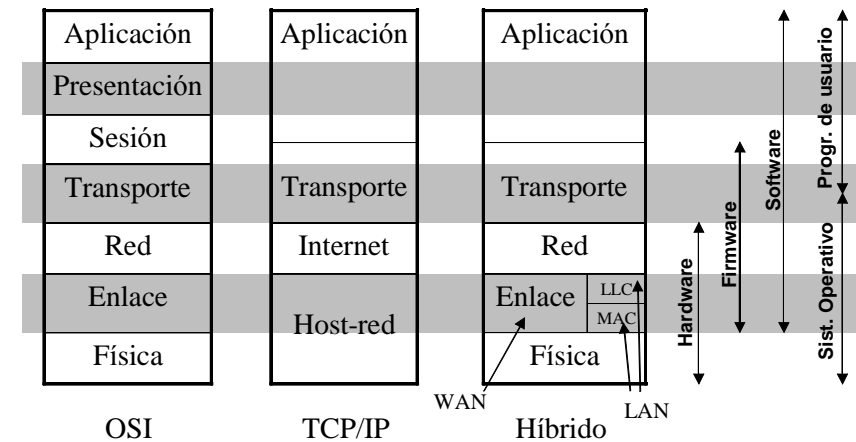 Aplicación Aplicación Aplicación
Presentación
Sesión
Transporte Transporte Transporte
Red Internet Red
Enlace Enlace LLC
Host-red MAC
Física Física
WAN LAN
OSI TCP/IP Híbrido
Hardware
Firmware
Software
Progr. de usuario
Sist. Operativo